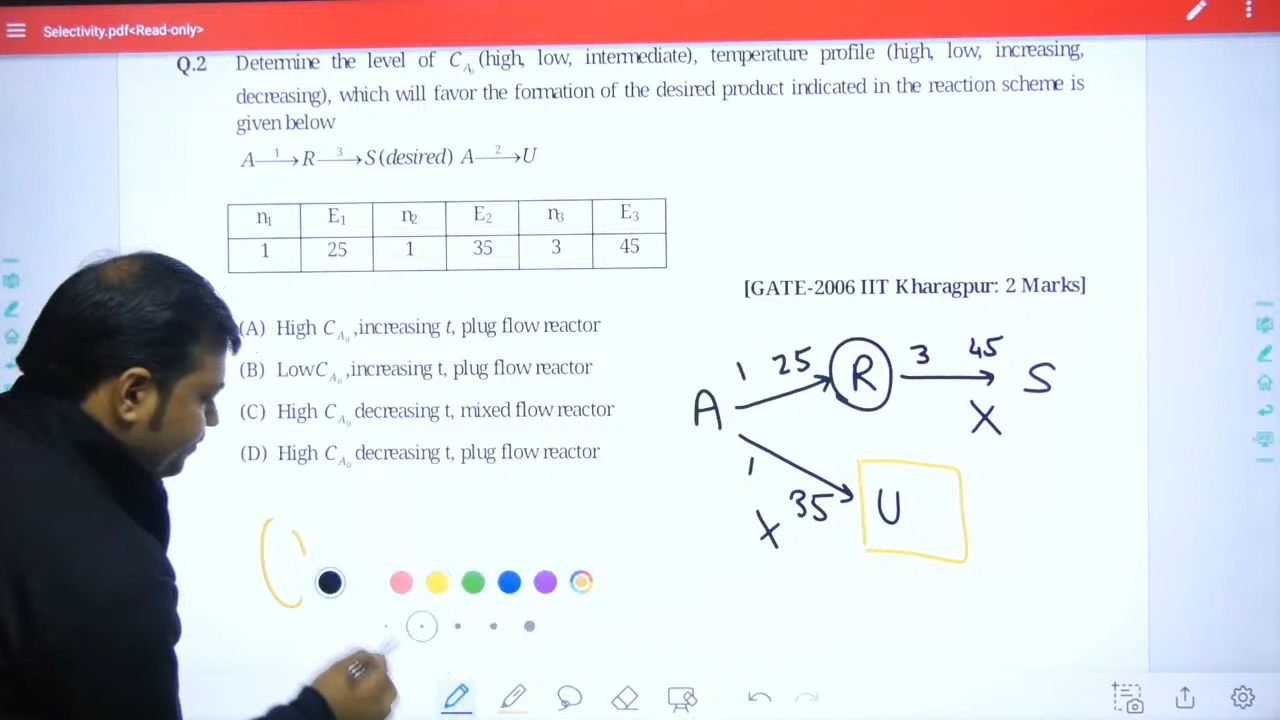 Selectivity.pdf<Read-only>
Q.2 Determine the level of C_A₀ (high, low, intermediate), temperature profile (high, low, increasing,
decreasing), which will favor the formation of the desired product indicated in the reaction scheme is
given below
A —1→ R —3→ S (desired) A —2→ U
n₁ E₁ n₂ E₂ n₃ E₃
1 25 1 35 3 45
[GATE-2006 IIT Kharagpur: 2 Marks]
(A) High C_A₀, increasing t, plug flow reactor
(B) Low C_A₀, increasing t, plug flow reactor
(C) High C_A₀ decreasing t, mixed flow reactor
(D) High C_A₀ decreasing t, plug flow reactor
1 25 R 3 45 S
A X
1
X 35 U